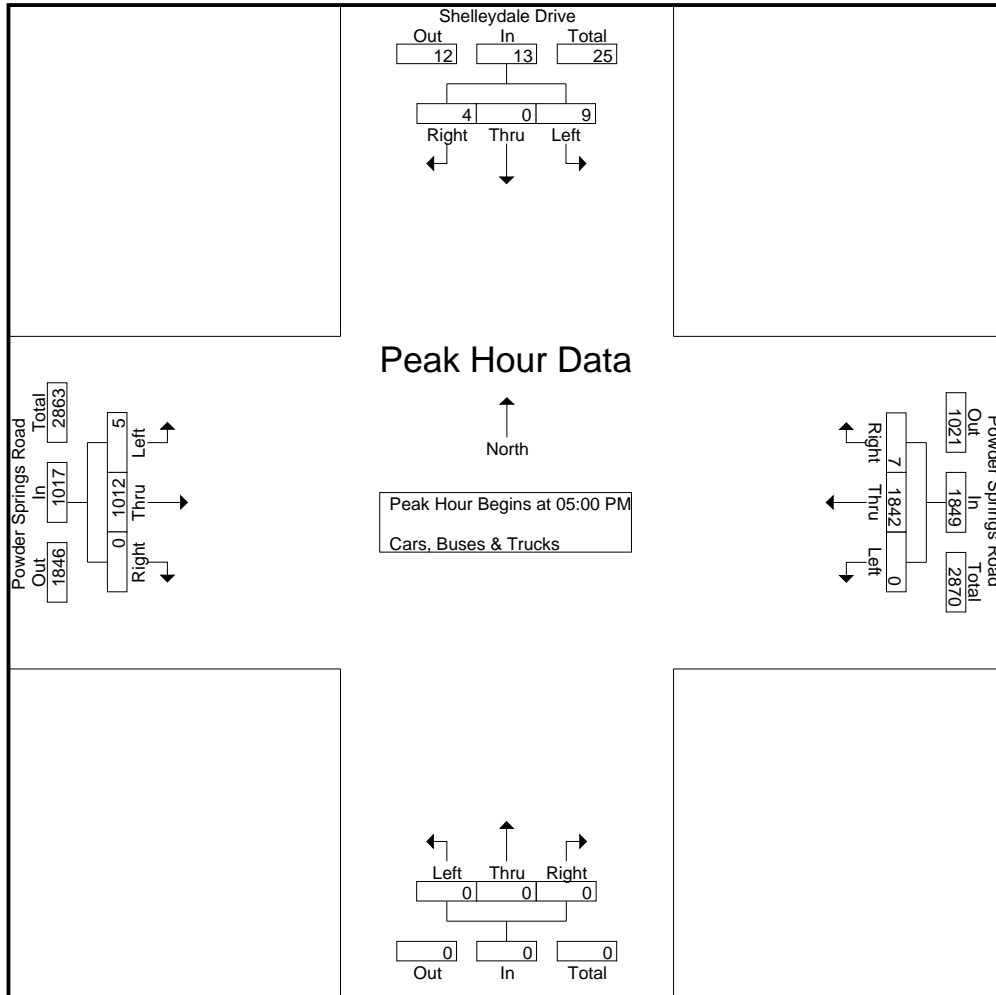 Shelleydale Drive
Out In Total
12 13 25
4 0 9
Right Thru Left
Peak Hour Data
North
Peak Hour Begins at 05:00 PM
Cars, Buses & Trucks
Powder Springs Road
Out In Total
1846 1017 2863
5 1012 0
Left Thru Right
Powder Springs Road
Out In Total
1021 1849 2870
7 1842 0
Right Thru Left
Left Thru Right
0 0 0
0 0 0
Out In Total